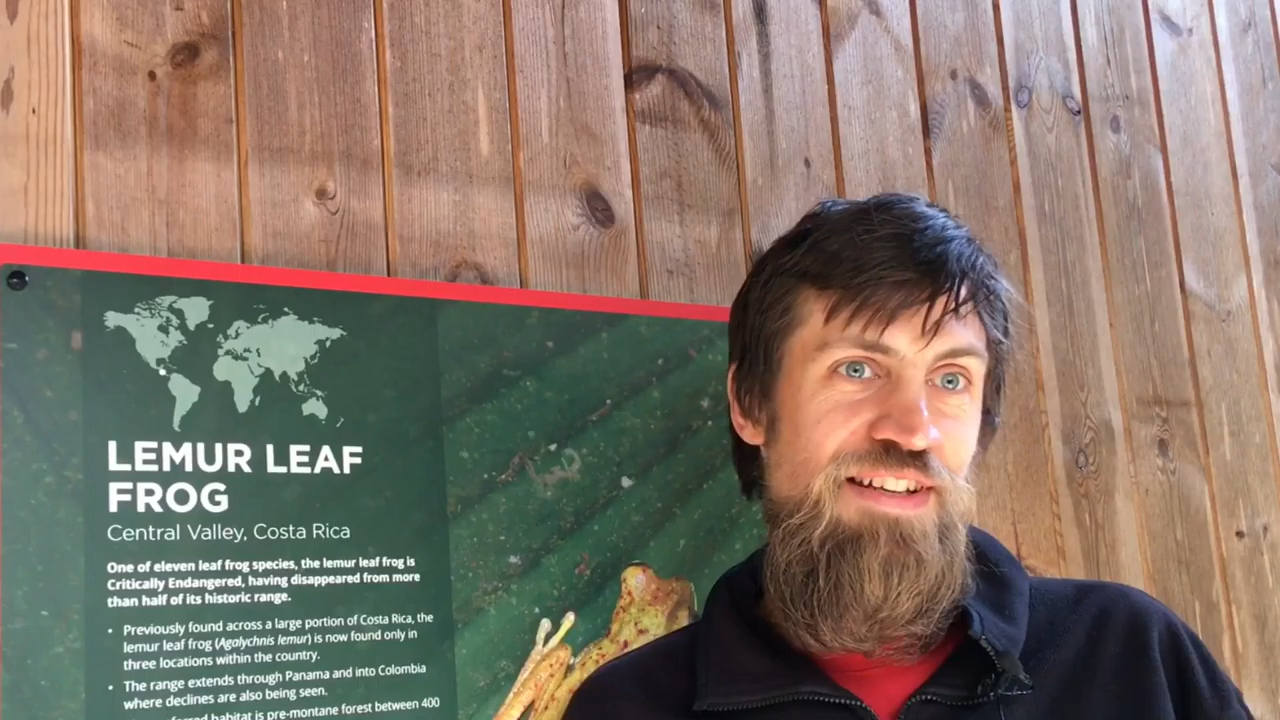 LEMUR LEAF
FROG
Central Valley, Costa Rica
One of eleven leaf frog species, the lemur leaf frog is
Critically Endangered, having disappeared from more
than half of its historic range.
• Previously found across a large portion of Costa Rica, the
lemur leaf frog (Agalychnis lemur) is now found only in
three locations within the country.
• The range extends through Panama and into Colombia
where declines are also being seen.
habitat is pre-montane forest between 400